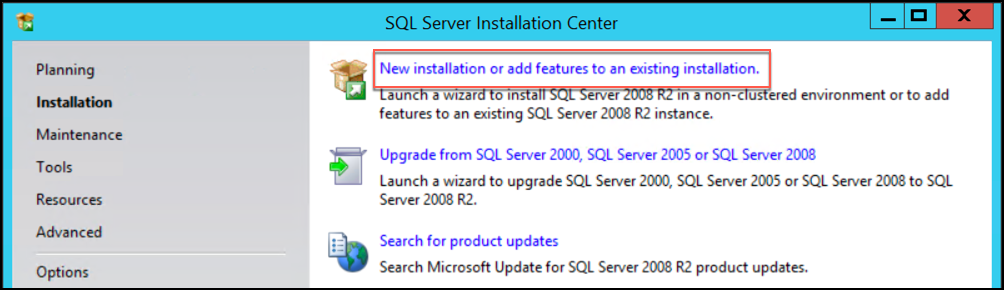 SQL Server Installation Center
Planning
Installation
Maintenance
Tools
Resources
Advanced
Options
New installation or add features to an existing installation.
Launch a wizard to install SQL Server 2008 R2 in a non-clustered environment or to add
features to an existing SQL Server 2008 R2 instance.
Upgrade from SQL Server 2000, SQL Server 2005 or SQL Server 2008
Launch a wizard to upgrade SQL Server 2000, SQL Server 2005 or SQL Server 2008 to SQL
Server 2008 R2.
Search for product updates
Search Microsoft Update for SQL Server 2008 R2 product updates.